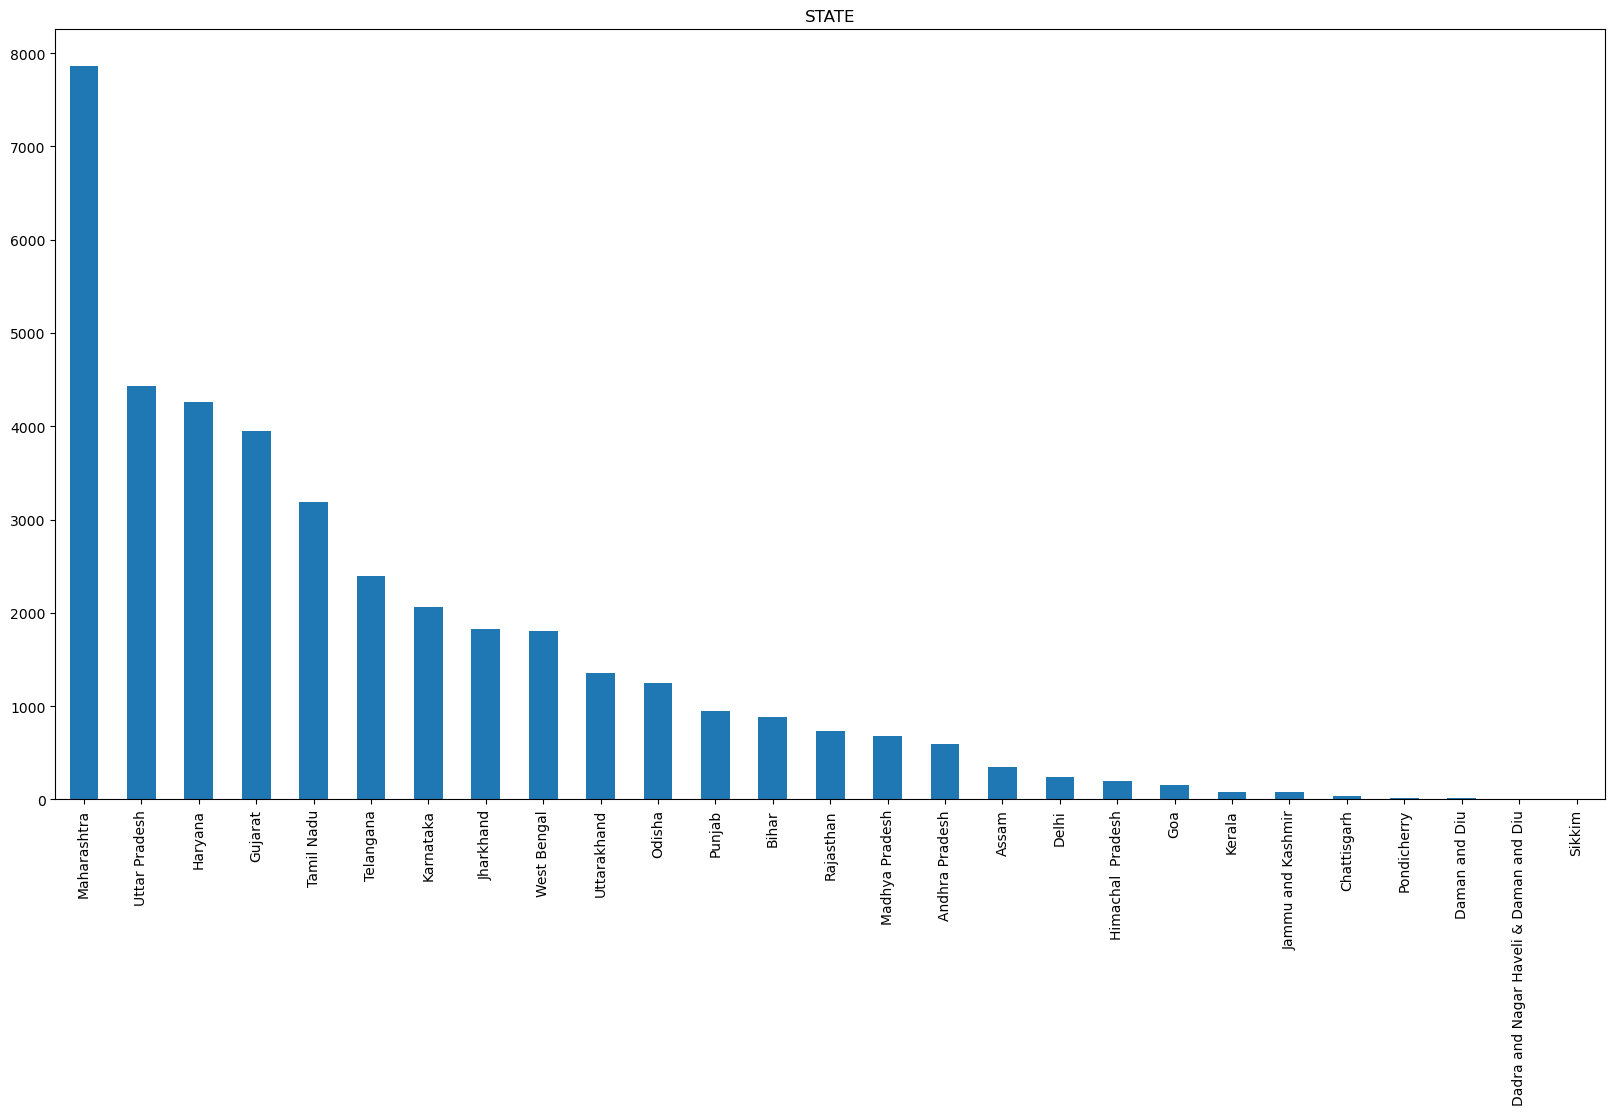 STATE
8000
7000
6000
5000
4000
3000
2000
1000
0
Maharashtra
Uttar Pradesh
Haryana
Gujarat
Tamil Nadu
Telangana
Karnataka
Jharkhand
West Bengal
Uttarakhand
Odisha
Punjab
Bihar
Rajasthan
Madhya Pradesh
Andhra Pradesh
Assam
Delhi
Himachal  Pradesh
Goa
Kerala
Jammu and Kashmir
Chattisgarh
Pondicherry
Daman and Diu
Dadra and Nagar Haveli & Daman and Diu
Sikkim